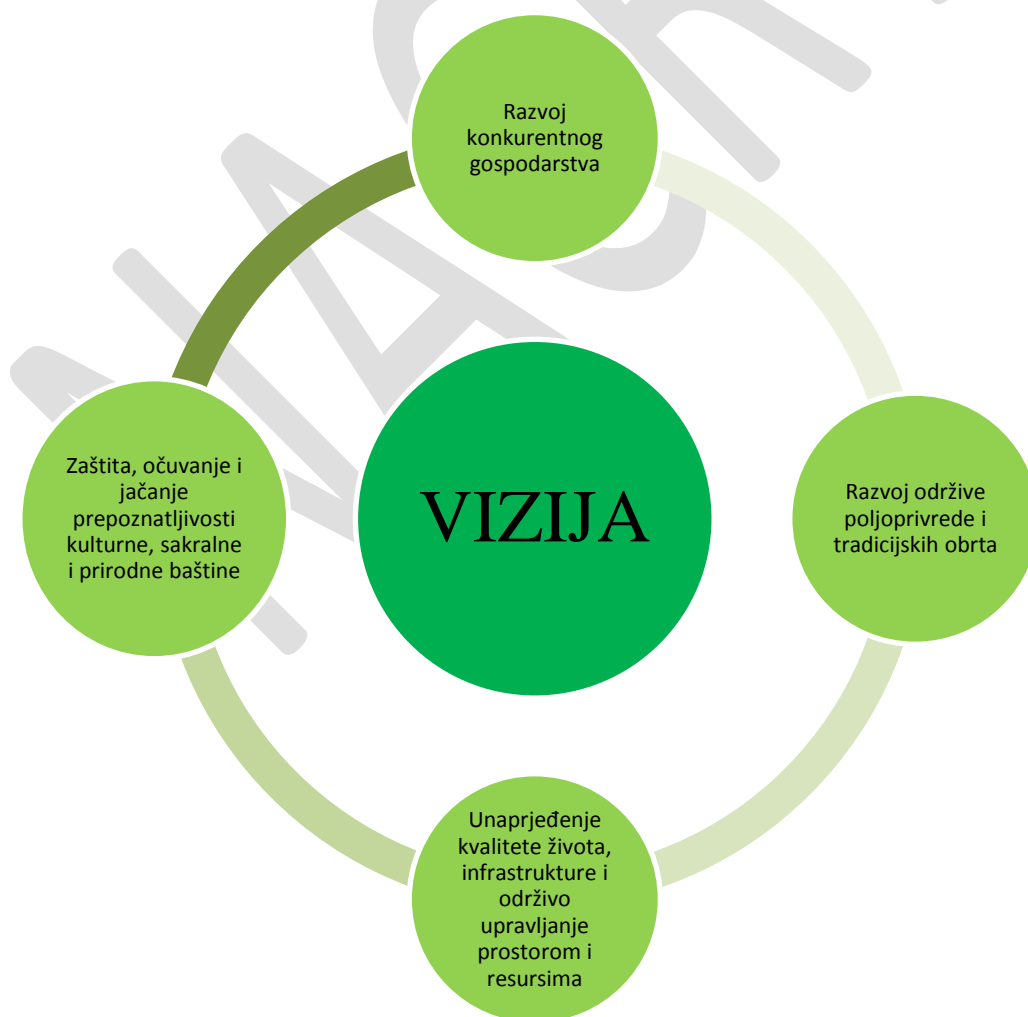 Razvoj
konkurentnog
gospodarstva
Zaštita, očuvanje i
jačanje
prepoznatljivosti
kulturne, sakralne
i prirodne baštine
VIZIJA
Razvoj održive
poljoprivrede i
tradicijskih obrta
Unaprjeđenje
kvalitete života,
infrastrukture i
održivo
upravljanje
prostorom i
resursima